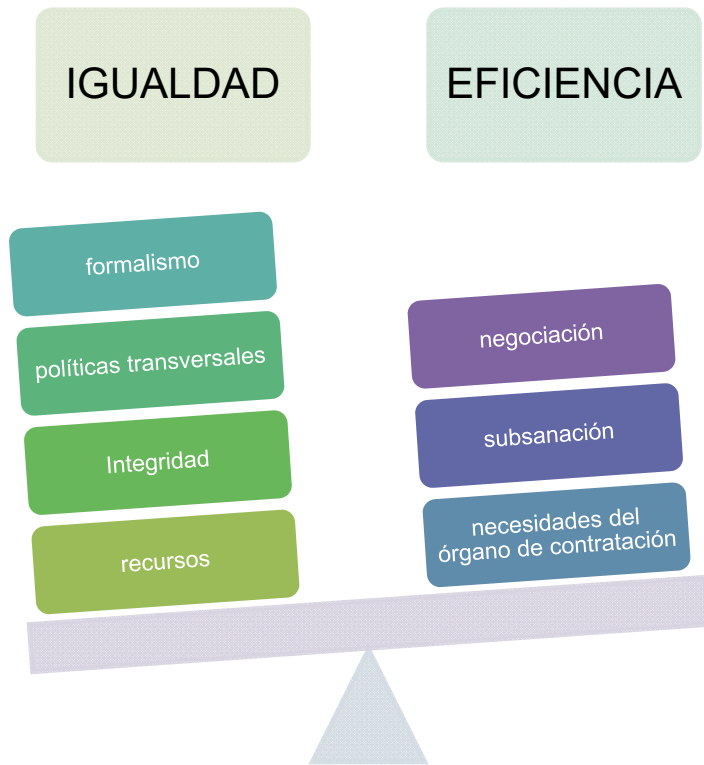 IGUALDAD
EFICIENCIA
formalismo
políticas transversales
Integridad
recursos
negociación
subsanación
necesidades del
órgano de contratación